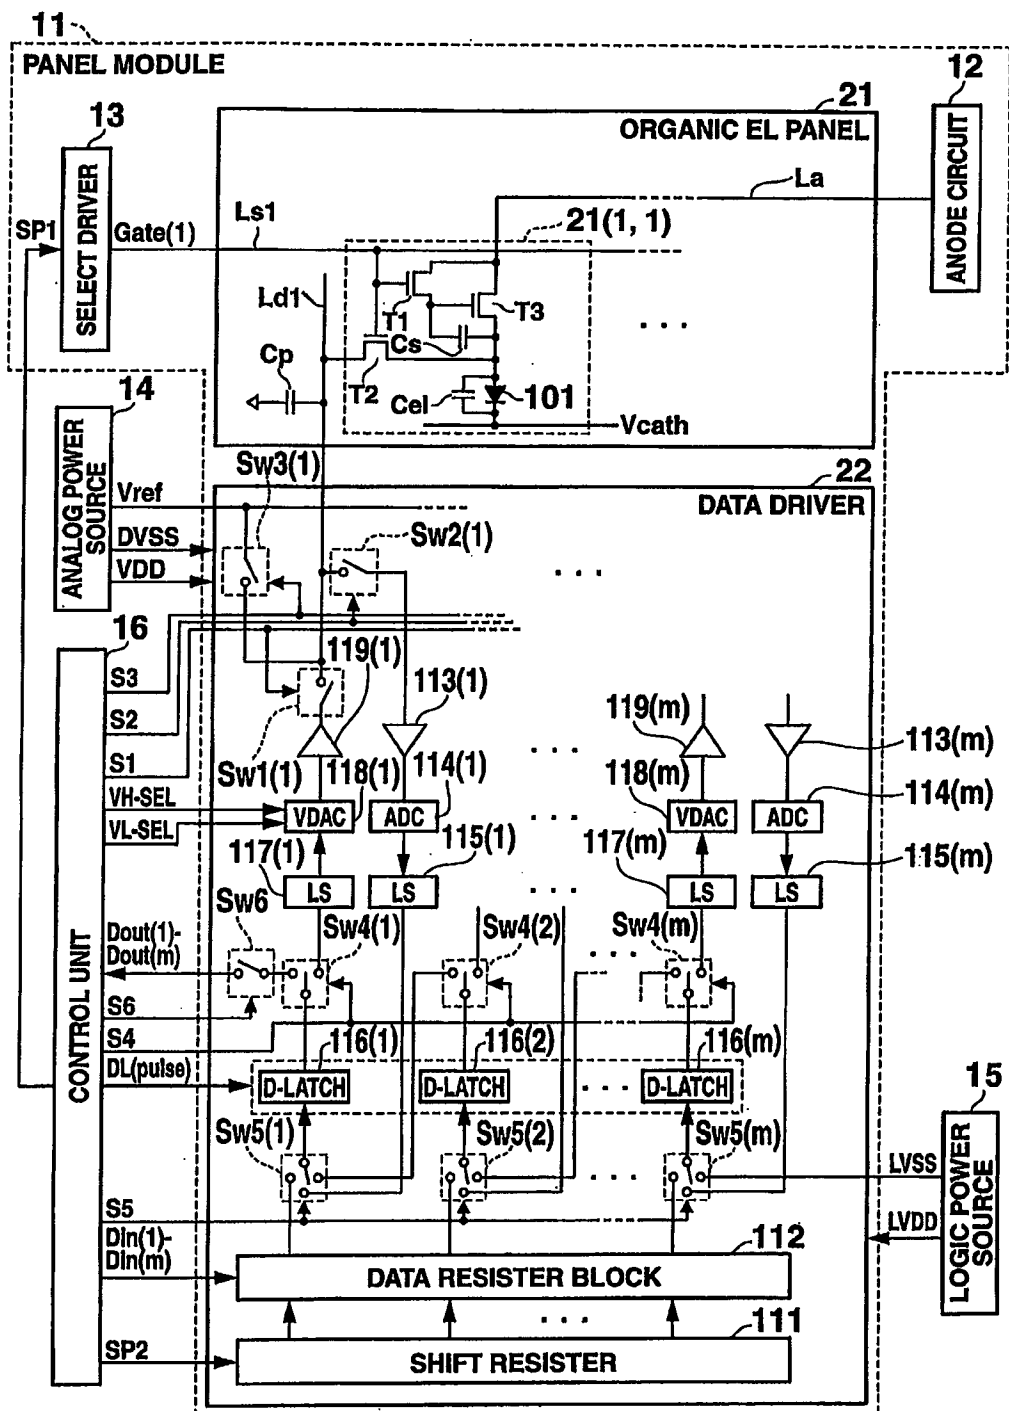 11
PANEL MODULE
12
ANODE CIRCUIT
13
SELECT DRIVER
21
ORGANIC EL PANEL
La
SP1
Gate(1)
Ls1
21(1, 1)
Ld1
T1
T3
Cs
Cp
T2
Cel
101
Vcath
. . .
14
ANALOG POWER
SOURCE
Vref
DVSS
VDD
Sw3(1)
22
DATA DRIVER
Sw2(1)
. . .
16
CONTROL UNIT
S3
S2
S1
119(1)
113(1)
Sw1(1)
118(1)
114(1)
119(m)
113(m)
118(m)
114(m)
. . .
VH-SEL
VL-SEL
VDAC
ADC
. . .
VDAC
ADC
117(1)
115(1)
117(m)
115(m)
LS
LS
. . .
LS
LS
Sw6
Sw4(1)
Sw4(2)
Sw4(m)
Dout(1)-
Dout(m)
. . .
S6
S4
116(1)
116(2)
116(m)
DL(pulse)
D-LATCH
D-LATCH
. . .
D-LATCH
15
LOGIC POWER
SOURCE
Sw5(1)
Sw5(2)
Sw5(m)
. . .
LVSS
LVDD
S5
Din(1)-
Din(m)
112
DATA RESISTER BLOCK
. . .
111
SP2
SHIFT RESISTER